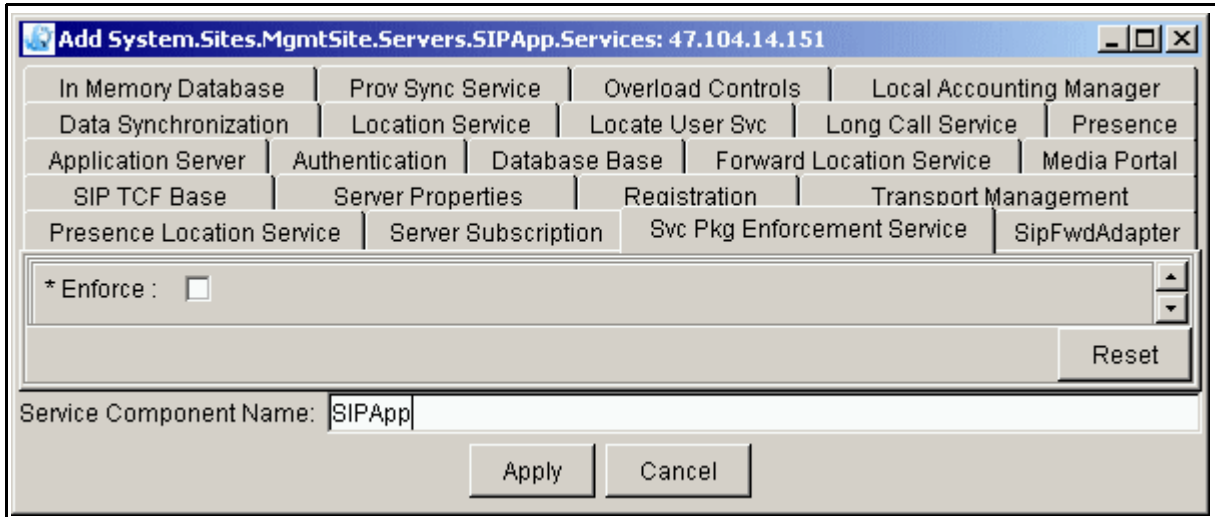 Add System.Sites.MgmtSite.Servers.SIPApp.Services: 47.104.14.151
In Memory Database Prov Sync Service Overload Controls Local Accounting Manager
Data Synchronization Location Service Locate User Svc Long Call Service Presence
Application Server Authentication Database Base Forward Location Service Media Portal
SIP TCF Base Server Properties Registration Transport Management
Presence Location Service Server Subscription Svc Pkg Enforcement Service SipFwdAdapter
* Enforce :
Reset
Service Component Name: SIPApp
Apply Cancel